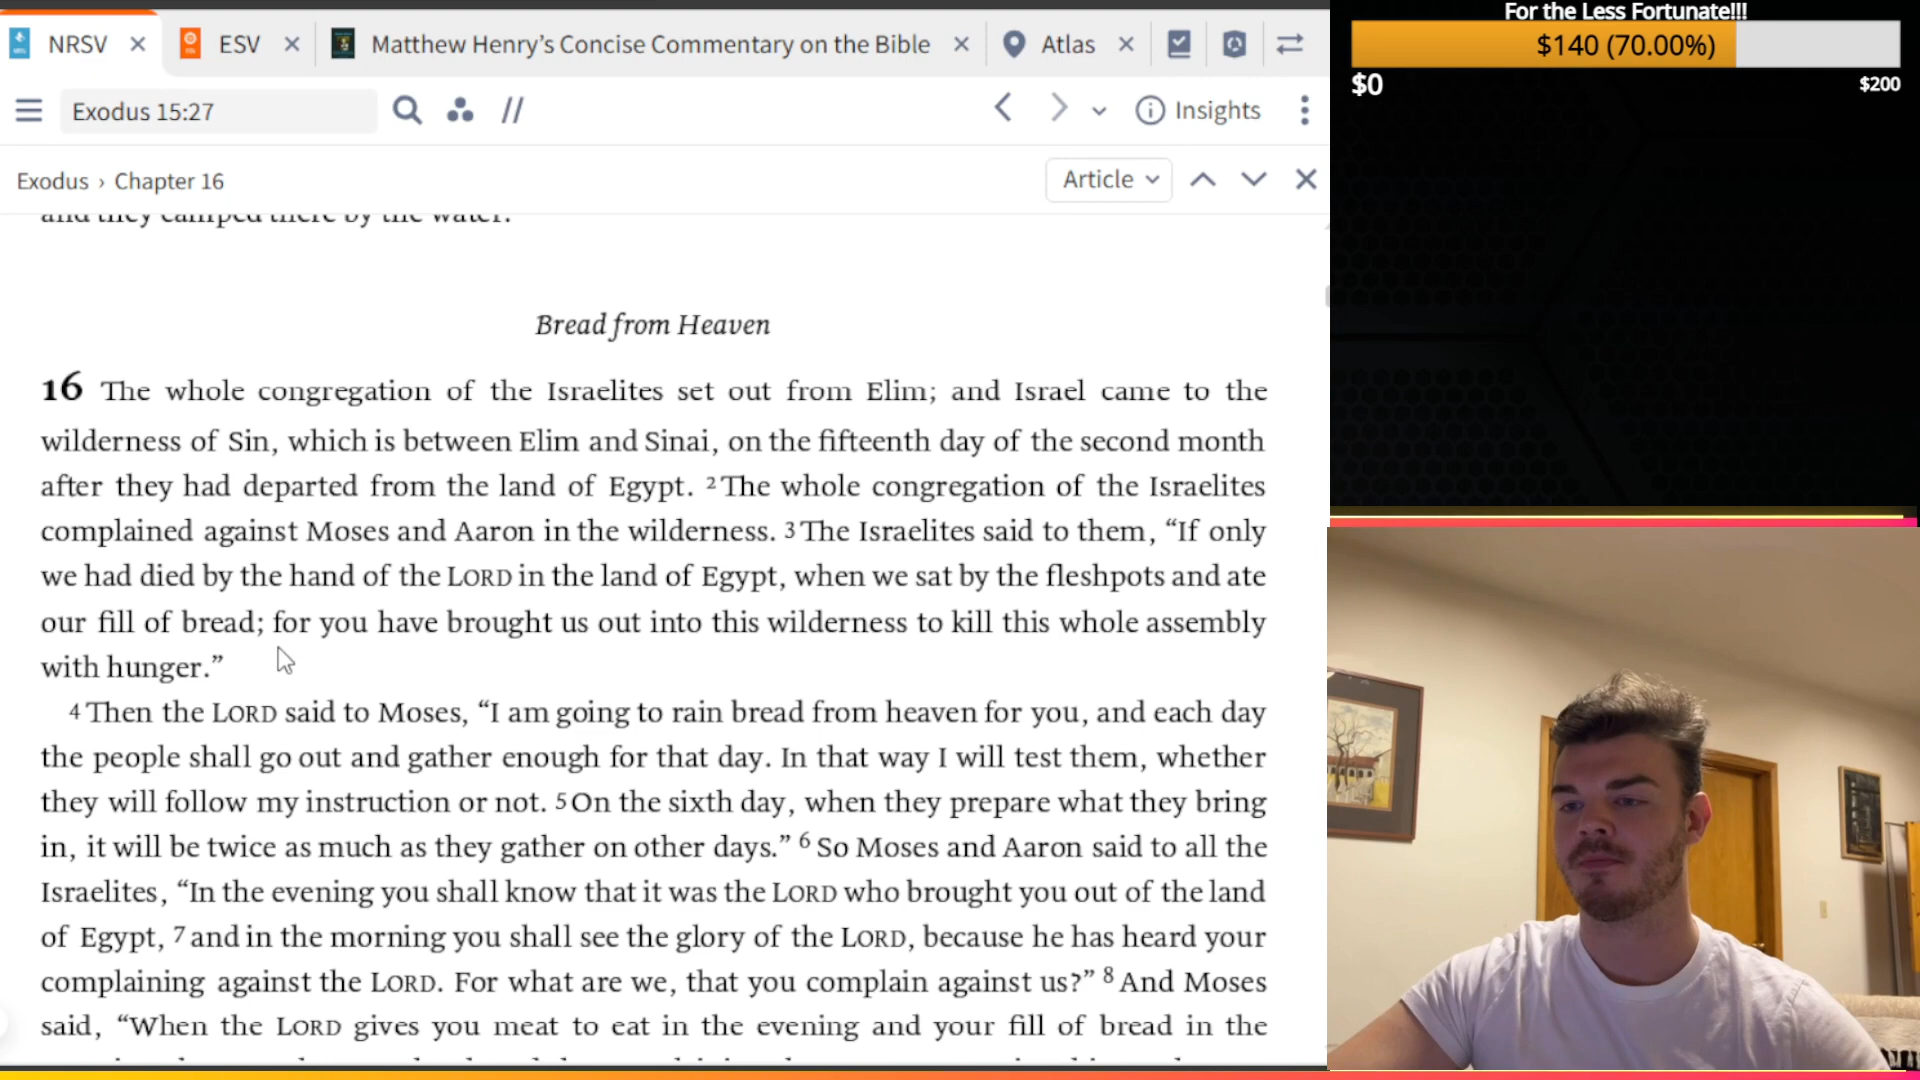 NRSV
ESV
Matthew Henry's Concise Commentary on the Bible
Atlas
Exodus 15:27
Insights
Exodus › Chapter 16
Article
and they camped there by the water.
Bread from Heaven
16 The whole congregation of the Israelites set out from Elim; and Israel came to the
wilderness of Sin, which is between Elim and Sinai, on the fifteenth day of the second month
after they had departed from the land of Egypt. 2 The whole congregation of the Israelites
complained against Moses and Aaron in the wilderness. 3 The Israelites said to them, “If only
we had died by the hand of the LORD in the land of Egypt, when we sat by the fleshpots and ate
our fill of bread; for you have brought us out into this wilderness to kill this whole assembly
with hunger.”
4 Then the LORD said to Moses, “I am going to rain bread from heaven for you, and each day
the people shall go out and gather enough for that day. In that way I will test them, whether
they will follow my instruction or not. 5 On the sixth day, when they prepare what they bring
in, it will be twice as much as they gather on other days.” 6 So Moses and Aaron said to all the
Israelites, “In the evening you shall know that it was the LORD who brought you out of the land
of Egypt, 7 and in the morning you shall see the glory of the LORD, because he has heard your
complaining against the LORD. For what are we, that you complain against us?” 8 And Moses
said, “When the LORD gives you meat to eat in the evening and your fill of bread in the
For the Less Fortunate!!!
$140 (70.00%)
$0
$200